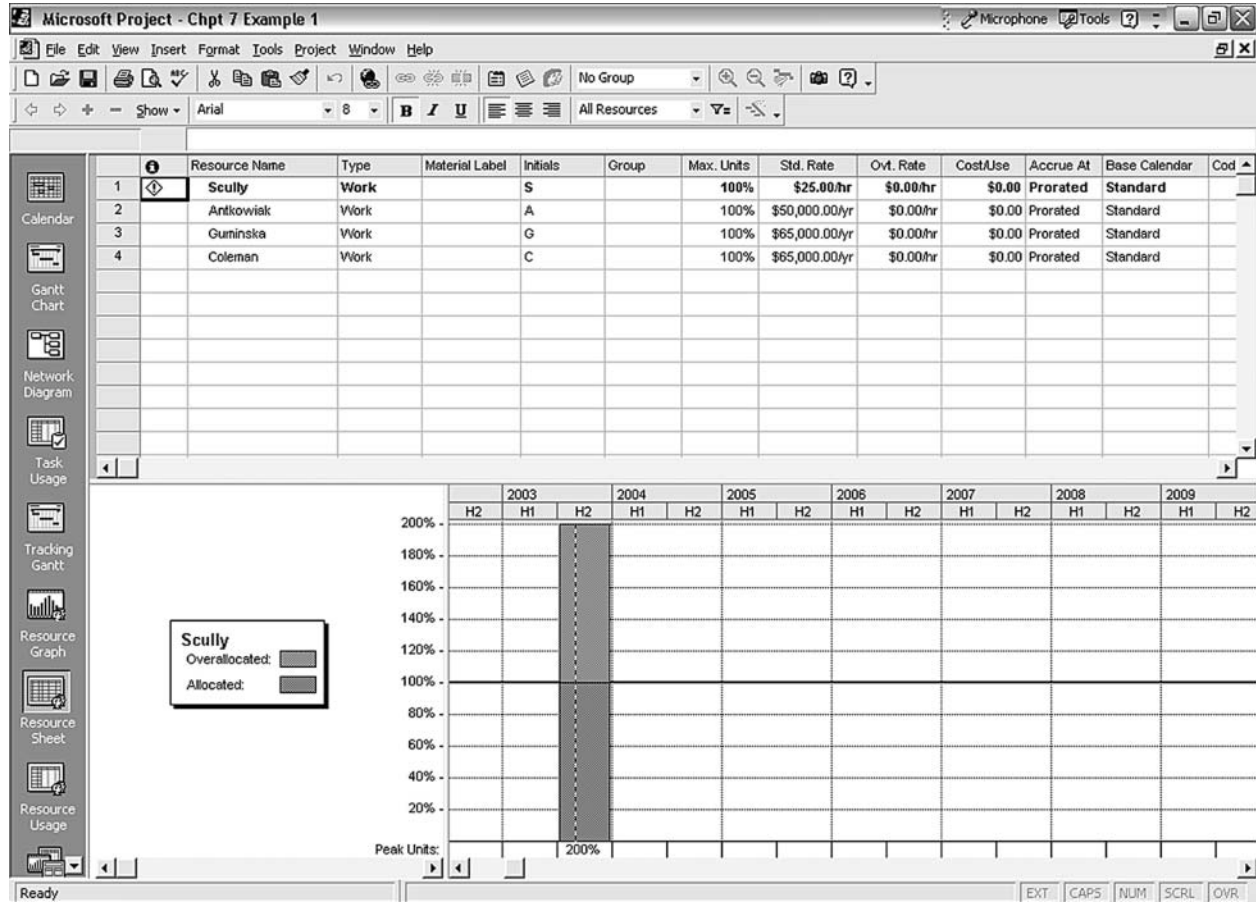 Microsoft Project - Chpt 7 Example 1 Microphone Tools
File Edit View Insert Format Tools Project Window Help
No Group
Show Arial 8 B I U All Resources
Resource Name Type Material Label Initials Group Max. Units Std. Rate Ovt. Rate Cost/Use Accrue At Base Calendar Cod
1 Scully Work S 100% $25.00/hr $0.00/hr $0.00 Prorated Standard
2 Antkowiak Work A 100% $50,000.00/yr $0.00/hr $0.00 Prorated Standard
3 Guminska Work G 100% $65,000.00/yr $0.00/hr $0.00 Prorated Standard
4 Coleman Work C 100% $65,000.00/yr $0.00/hr $0.00 Prorated Standard
Calendar
Gantt
Chart
Network
Diagram
Task
Usage
Tracking
Gantt
Resource
Graph
Resource
Sheet
Resource
Usage
2003 2004 2005 2006 2007 2008 2009
H2 H1 H2 H1 H2 H1 H2 H1 H2 H1 H2 H1 H2 H1 H2
200%
180%
160%
140%
120%
100%
80%
60%
40%
20%
Scully
Overallocated:
Allocated:
Peak Units: 200%
Ready EXT CAPS NUM SCRL OVR